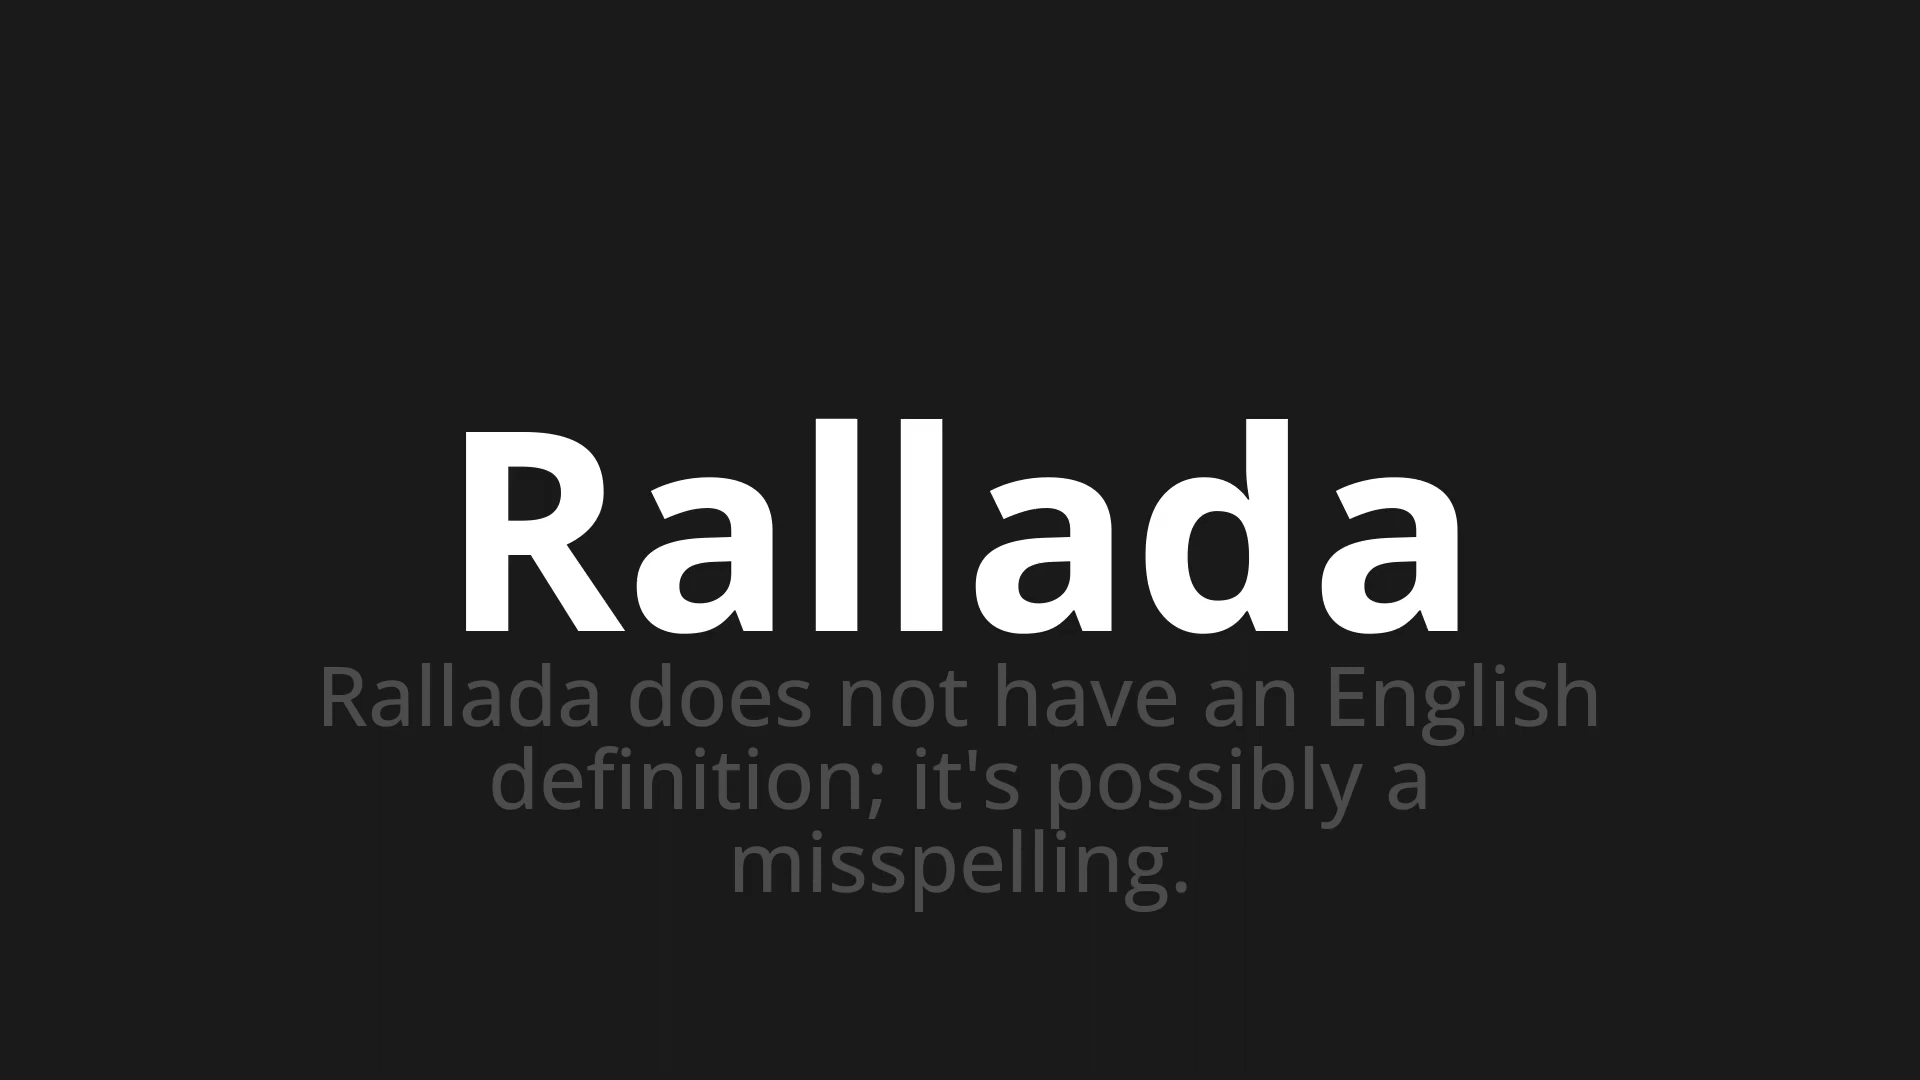 Rallada
Rallada does not have an English
definition; it's possibly a
misspelling.